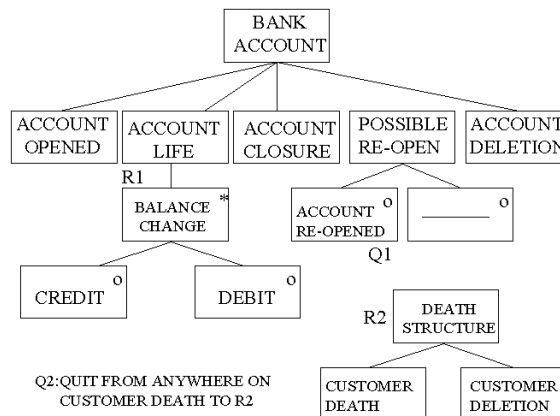 BANK
ACCOUNT
ACCOUNT
OPENED
ACCOUNT
LIFE
ACCOUNT
CLOSURE
POSSIBLE
RE-OPEN
ACCOUNT
DELETION
R1
BALANCE *
CHANGE
ACCOUNT o
RE-OPENED
o
Q1
CREDIT o
DEBIT o
R2
DEATH
STRUCTURE
Q2:QUIT FROM ANYWHERE ON
CUSTOMER DEATH TO R2
CUSTOMER
DEATH
CUSTOMER
DELETION